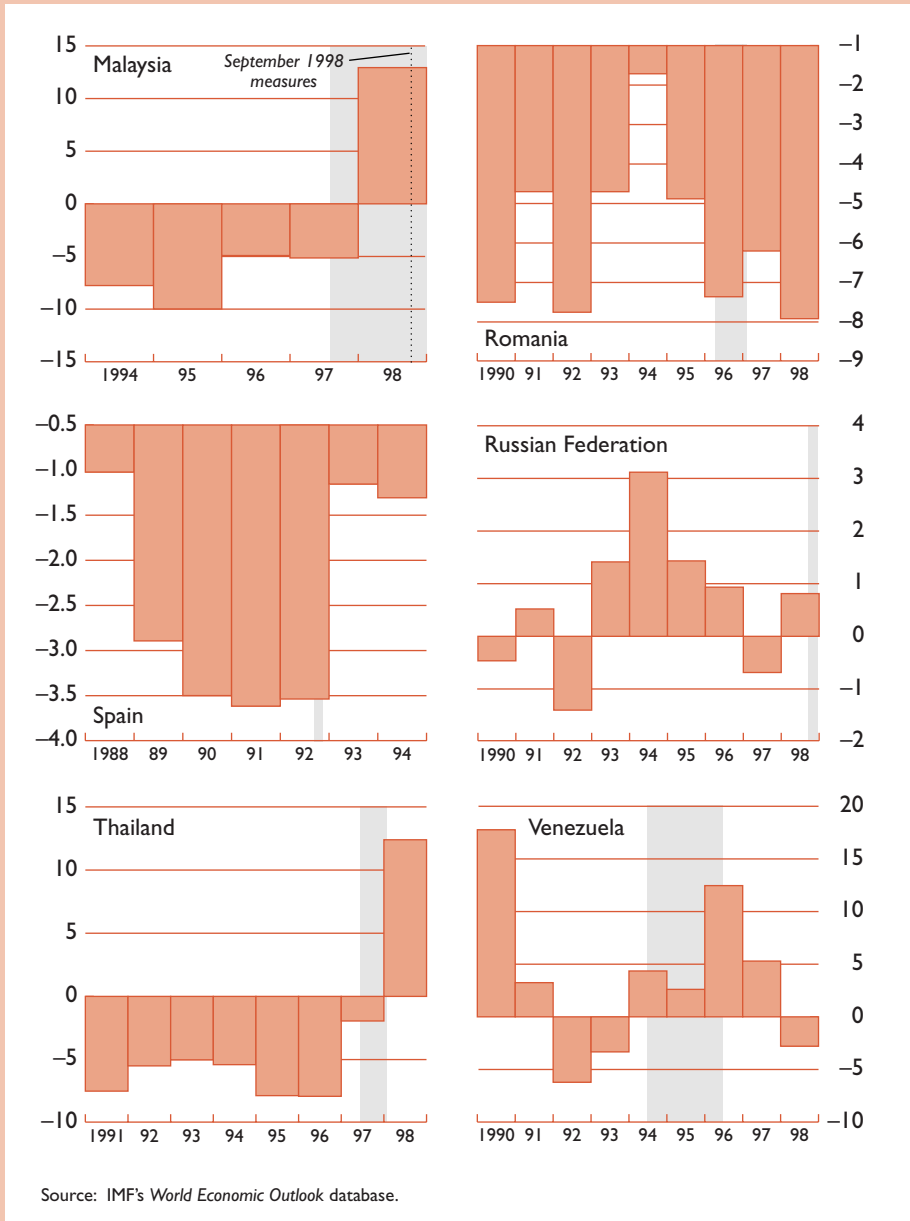 Malaysia
September 1998
measures
15
10
5
0
–5
–10
–15
1994 95 96 97 98
Romania
–1
–2
–3
–4
–5
–6
–7
–8
–9
1990 91 92 93 94 95 96 97 98
Spain
–0.5
–1.0
–1.5
–2.0
–2.5
–3.0
–3.5
–4.0
1988 89 90 91 92 93 94
Russian Federation
4
3
2
1
0
–1
–2
1990 91 92 93 94 95 96 97 98
Thailand
15
10
5
0
–5
–10
1991 92 93 94 95 96 97 98
Venezuela
20
15
10
5
0
–5
–10
1990 91 92 93 94 95 96 97 98
Source: IMF's World Economic Outlook database.